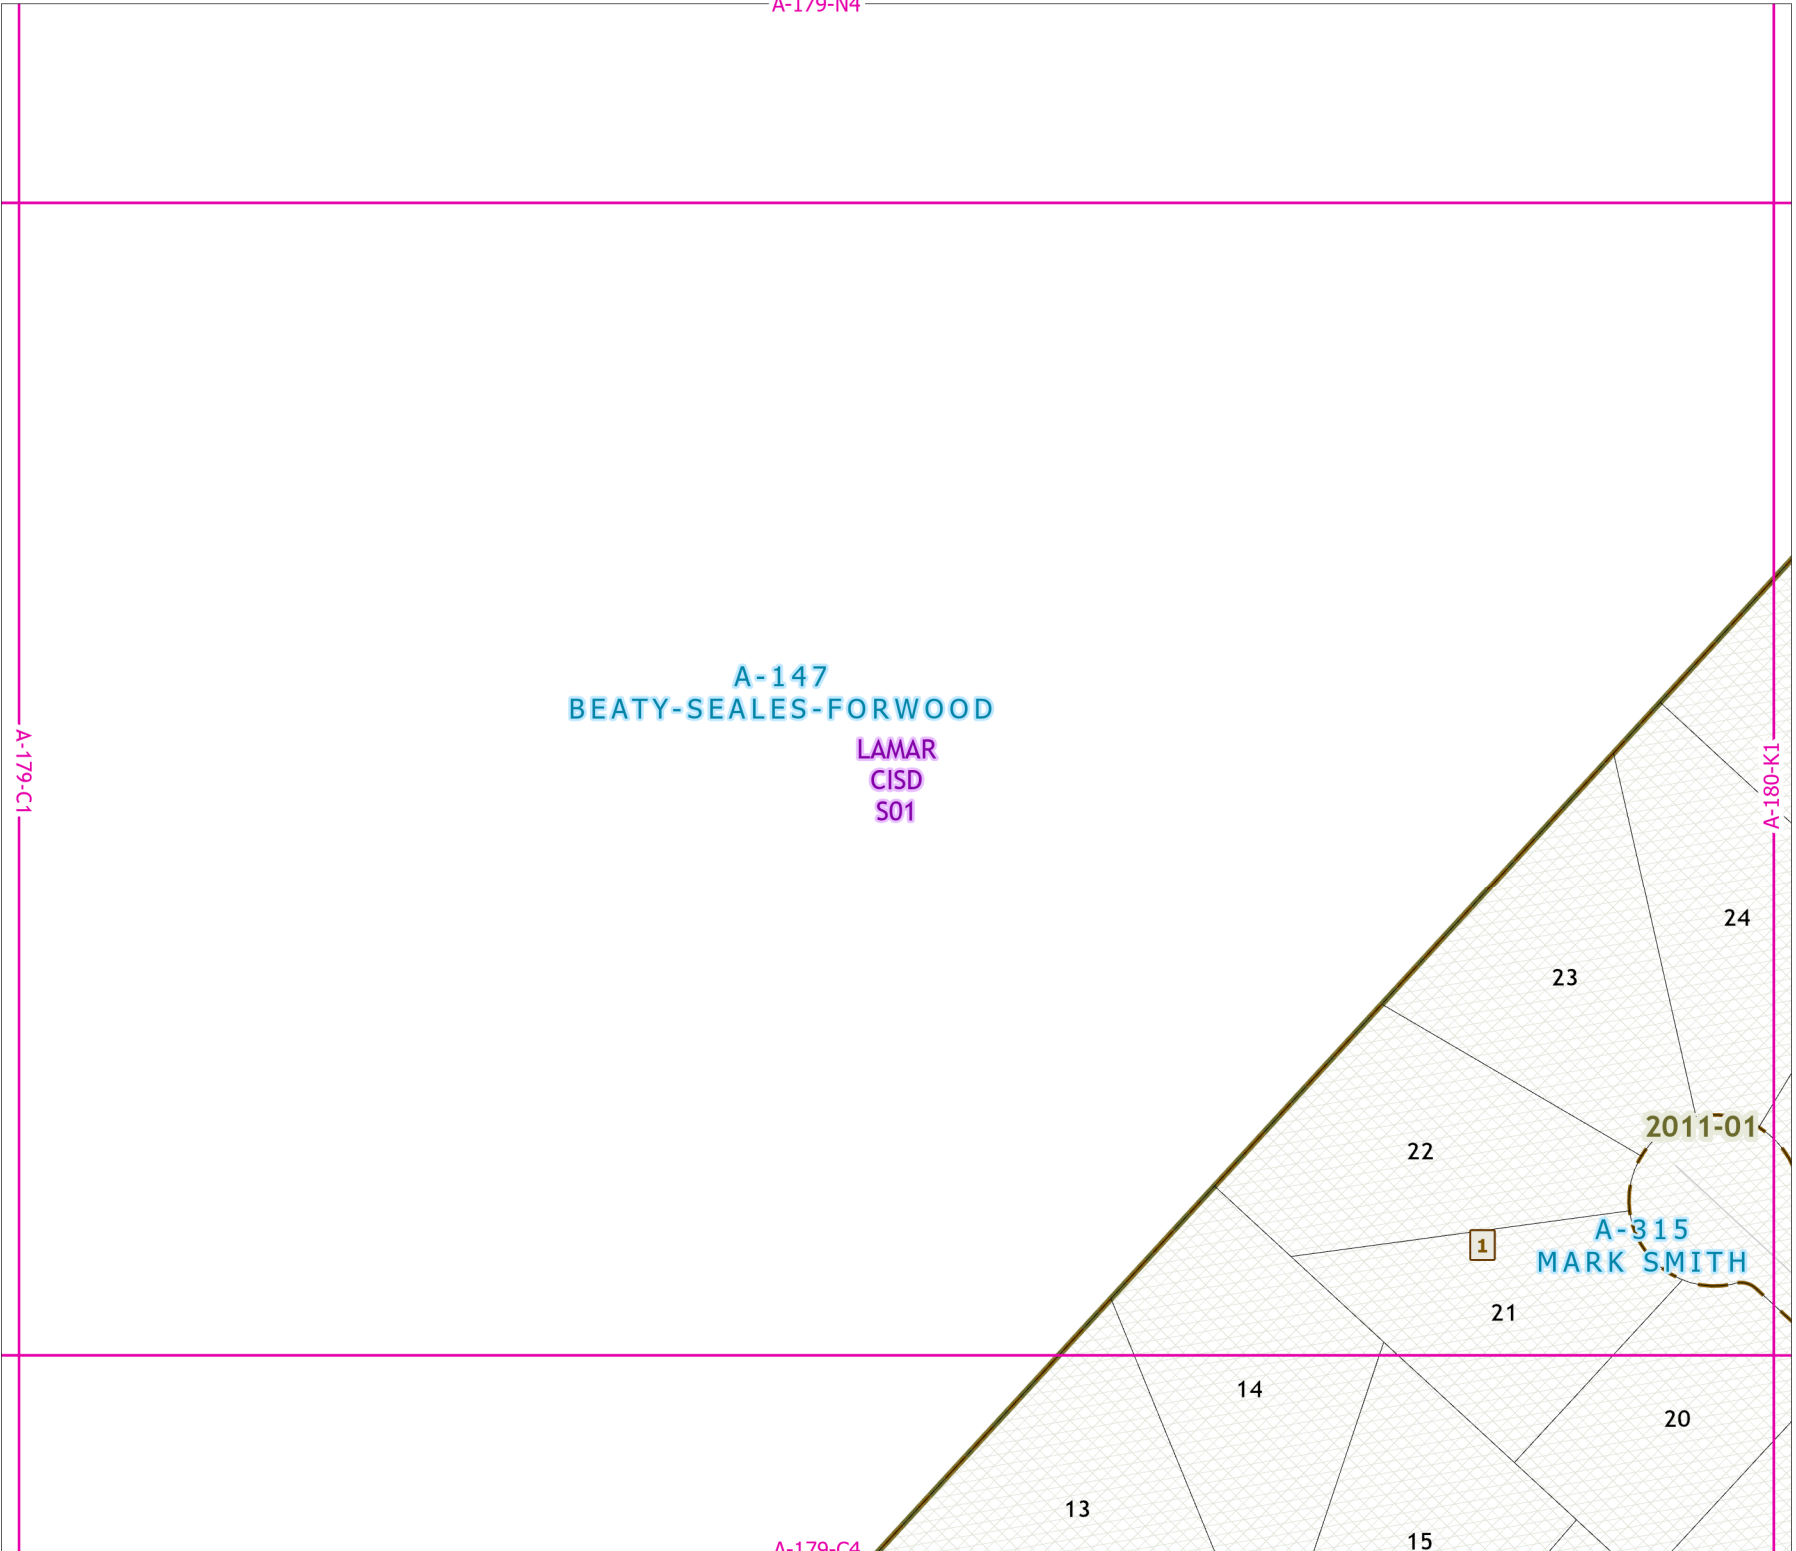 A-179-N4
A-147
BEATY-SEALES-FORWOOD
LAMAR
CISD
S01
A-179-C1
A-180-K1
24
23
2011-01
22
A-315
MARK SMITH
1
21
14
20
13
15
A-179-C4